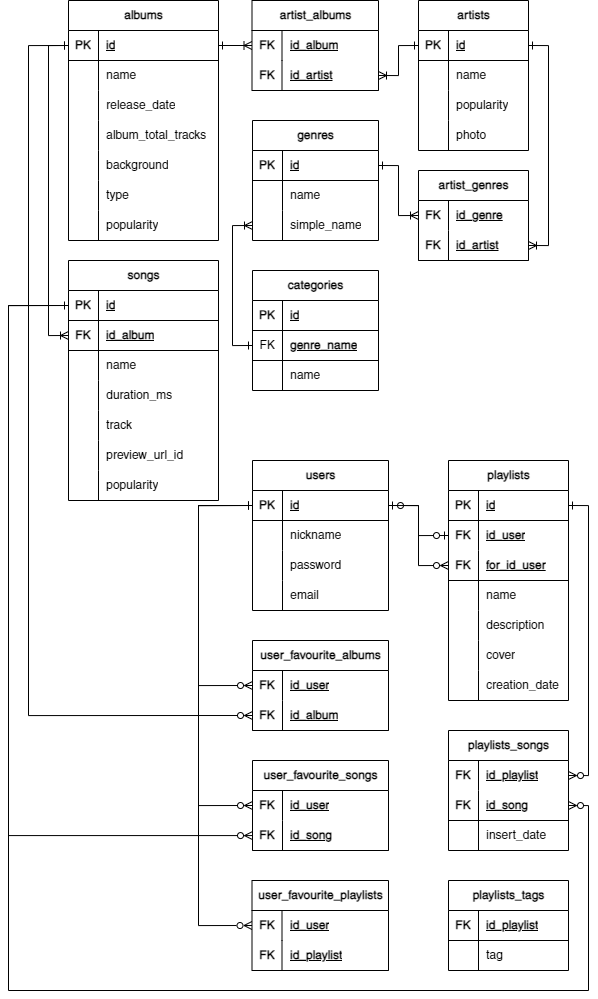 albums
PK id
name
release_date
album_total_tracks
background
type
popularity
artist_albums
FK id_album
FK id_artist
artists
PK id
name
popularity
photo
genres
PK id
name
simple_name
artist_genres
FK id_genre
FK id_artist
songs
PK id
FK id_album
name
duration_ms
track
preview_url_id
popularity
categories
PK id
FK genre_name
name
users
PK id
nickname
password
email
playlists
PK id
FK id_user
FK for_id_user
name
description
cover
creation_date
user_favourite_albums
FK id_user
FK id_album
playlists_songs
FK id_playlist
FK id_song
insert_date
user_favourite_songs
FK id_user
FK id_song
user_favourite_playlists
FK id_user
FK id_playlist
playlists_tags
FK id_playlist
tag